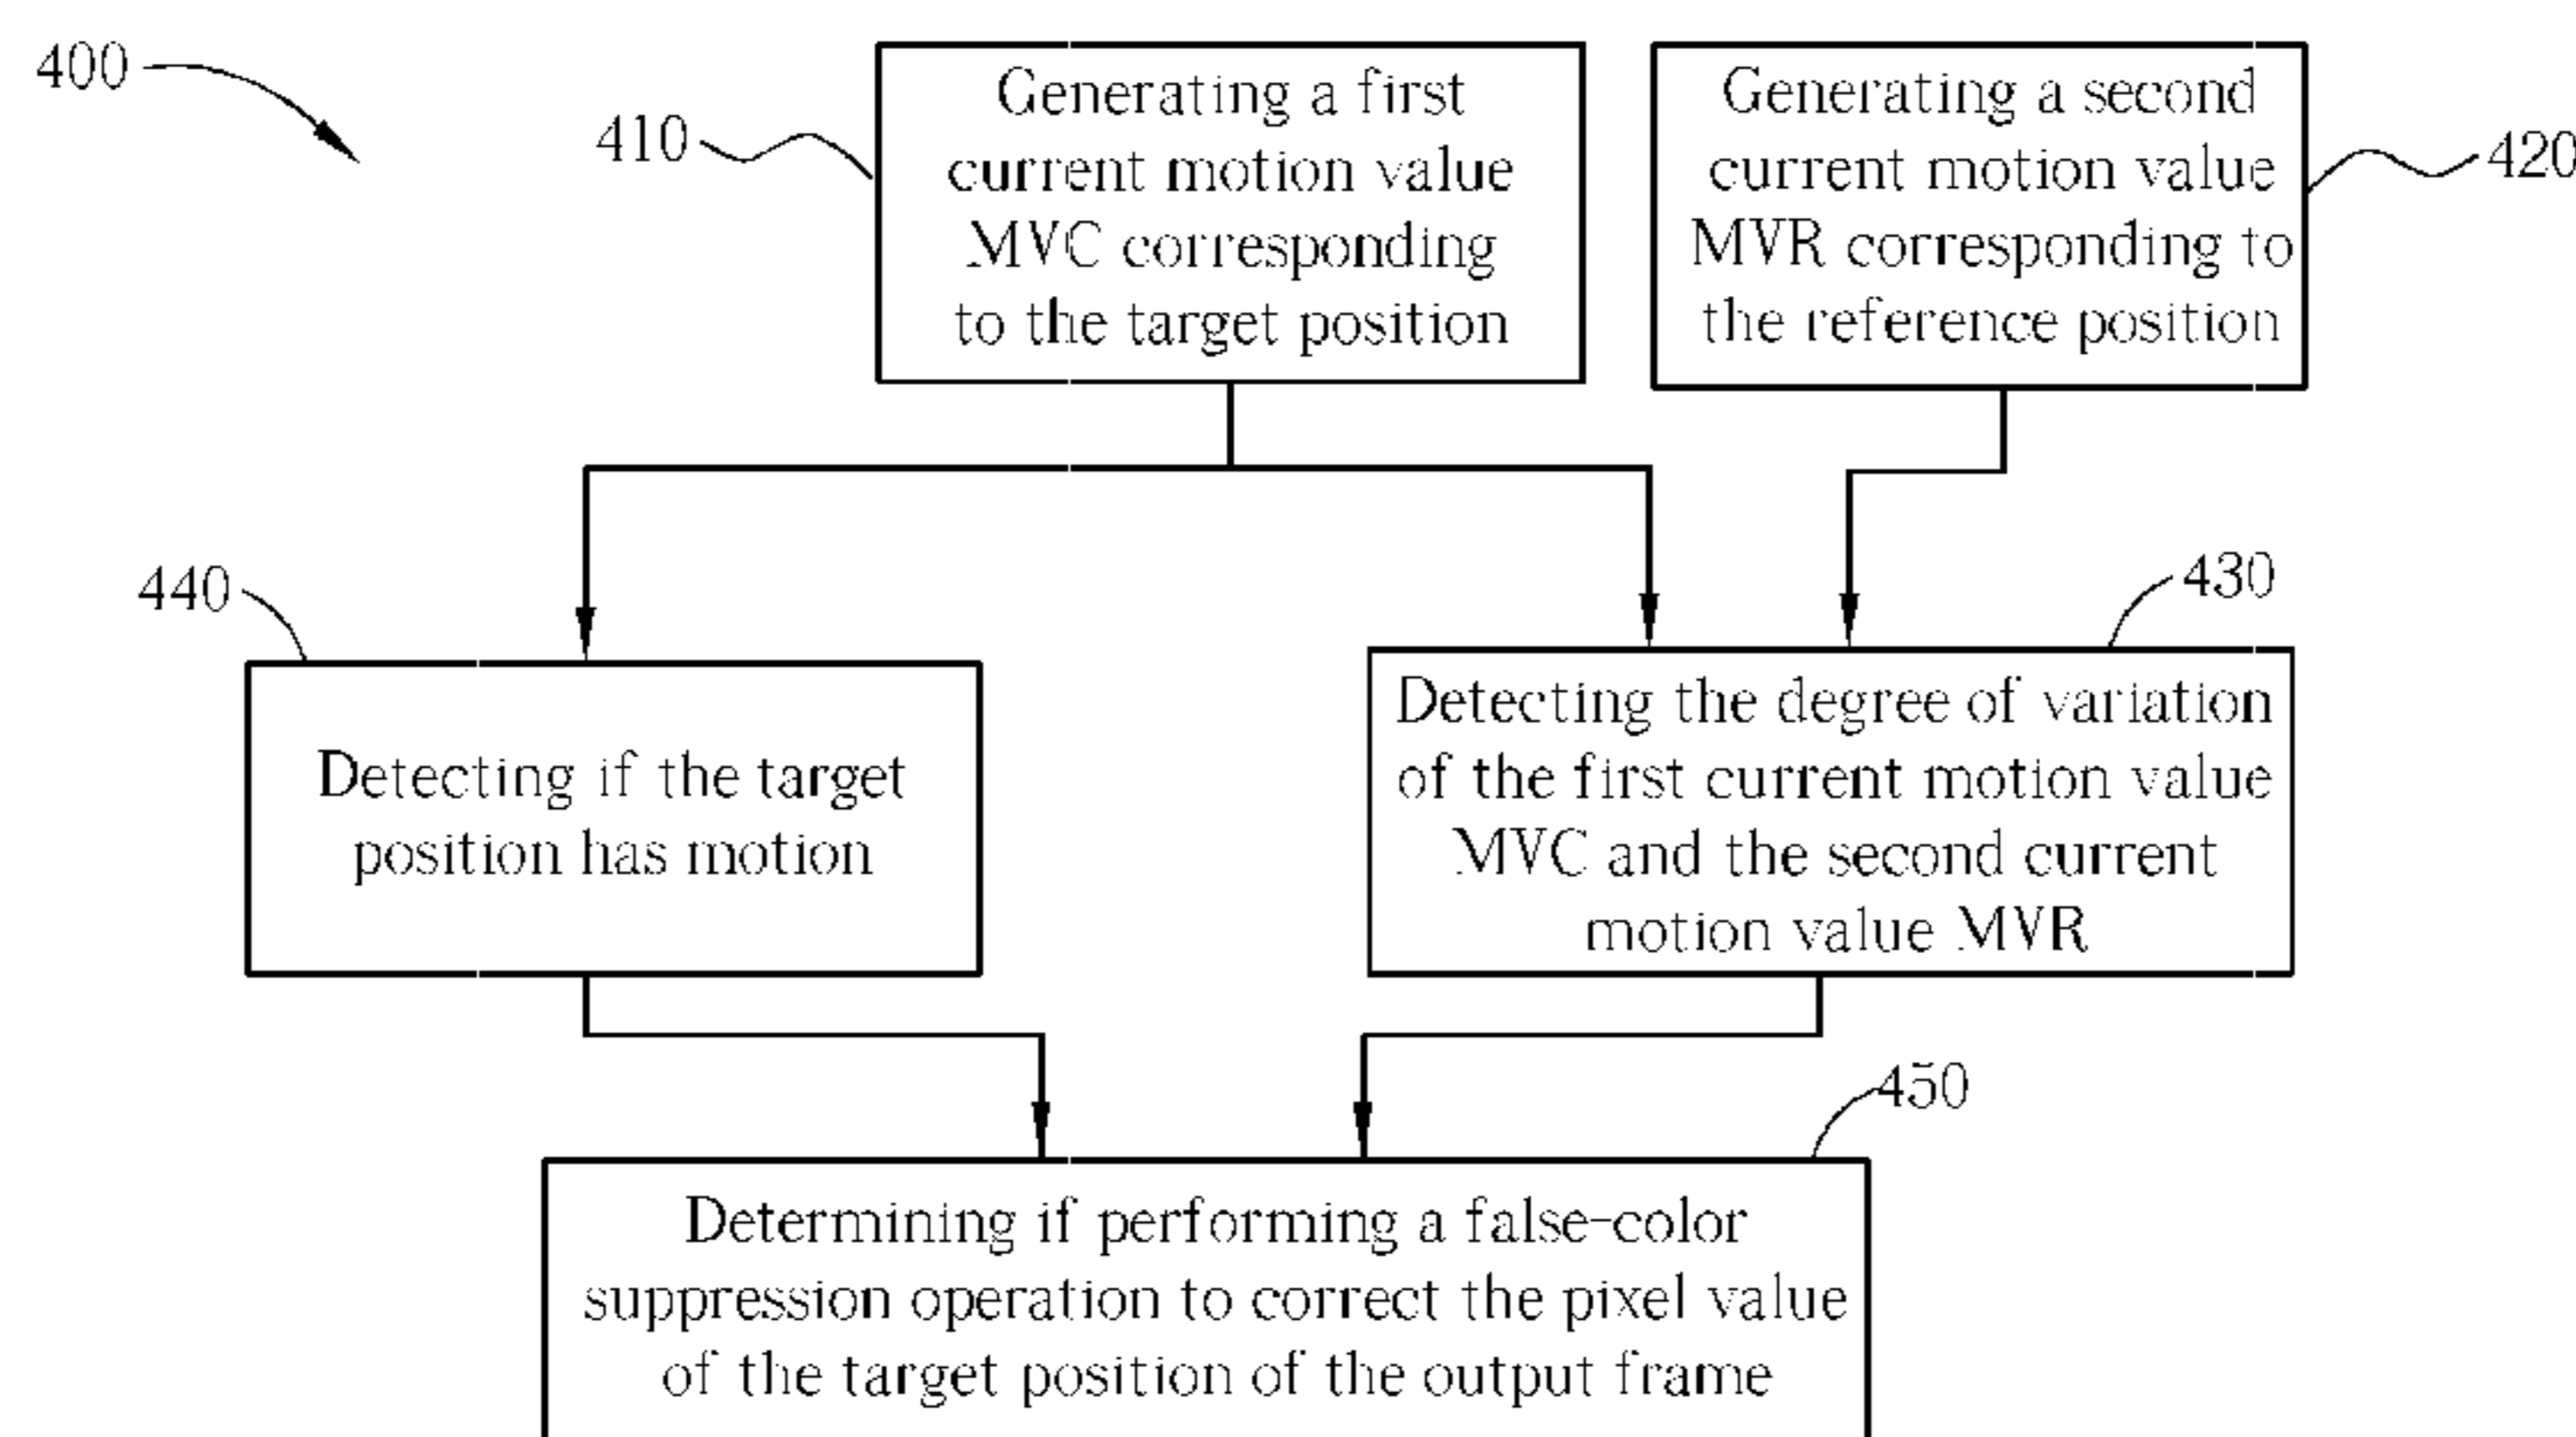 400
410
Generating a first
current motion value
MVC corresponding
to the target position
Generating a second
current motion value
MVR corresponding to
the reference position
420
440
Detecting if the target
position has motion
430
Detecting the degree of variation
of the first current motion value
MVC and the second current
motion value MVR
450
Determining if performing a false-color
suppression operation to correct the pixel value
of the target position of the output frame